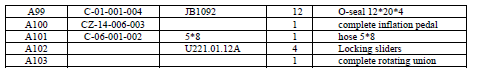 A99 C-01-001-004 JB1092 12 O-seal 12*20*4
A100 CZ-14-006-003 1 complete inflation pedal
A101 C-06-001-002 5*8 1 hose 5*8
A102 U221.01.12A 4 Locking sliders
A103 1 complete rotating union